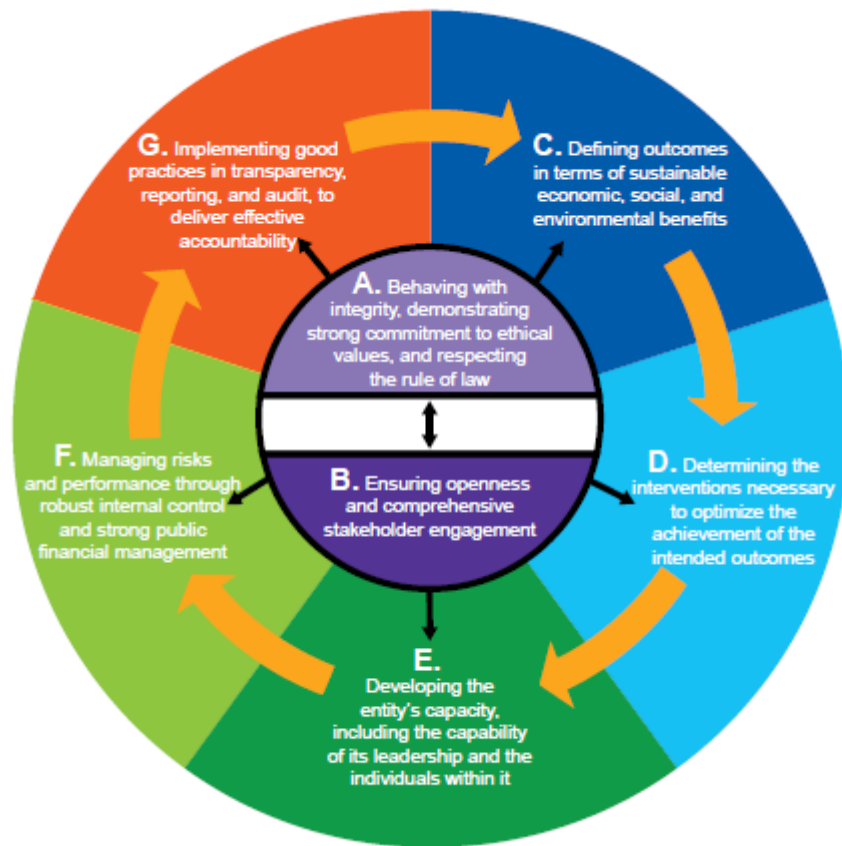 G. Implementing good
practices in transparency,
reporting, and audit, to
deliver effective
accountability
C. Defining outcomes
in terms of sustainable
economic, social, and
environmental benefits
A. Behaving with
integrity, demonstrating
strong commitment to ethical
values, and respecting
the rule of law
F. Managing risks
and performance through
robust internal control
and strong public
financial management
B. Ensuring openness
and comprehensive
stakeholder engagement
D. Determining the
interventions necessary
to optimize the
achievement of the
intended outcomes
E.
Developing the
entity's capacity,
including the capability
of its leadership and the
individuals within it